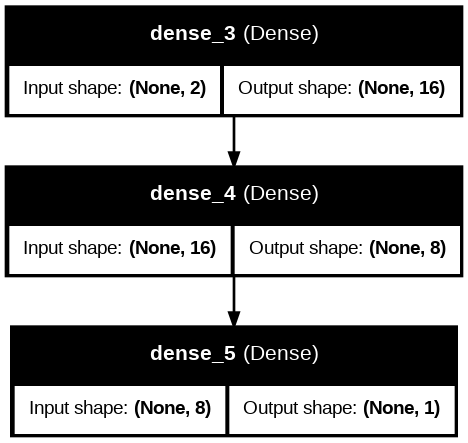 dense_3 (Dense)
Input shape: (None, 2) Output shape: (None, 16)
dense_4 (Dense)
Input shape: (None, 16) Output shape: (None, 8)
dense_5 (Dense)
Input shape: (None, 8) Output shape: (None, 1)